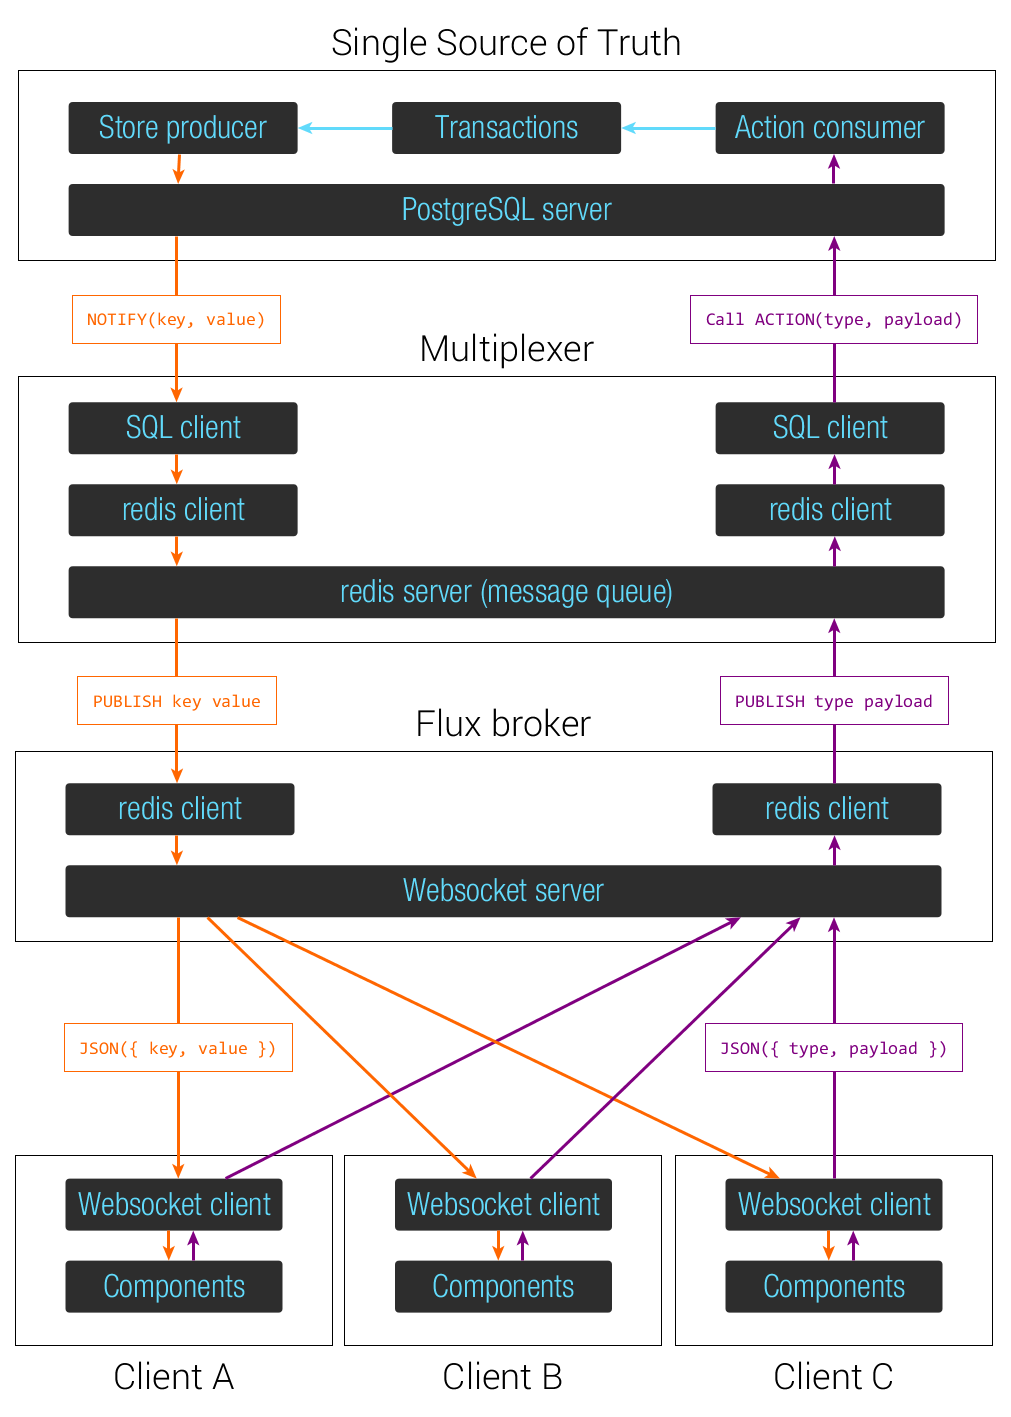 Single Source of Truth
Store producer
Transactions
Action consumer
PostgreSQL server
NOTIFY(key, value)
Call ACTION(type, payload)
Multiplexer
SQL client
SQL client
redis client
redis client
redis server (message queue)
PUBLISH key value
PUBLISH type payload
Flux broker
redis client
redis client
Websocket server
JSON({ key, value })
JSON({ type, payload })
Websocket client
Websocket client
Websocket client
Components
Components
Components
Client A
Client B
Client C